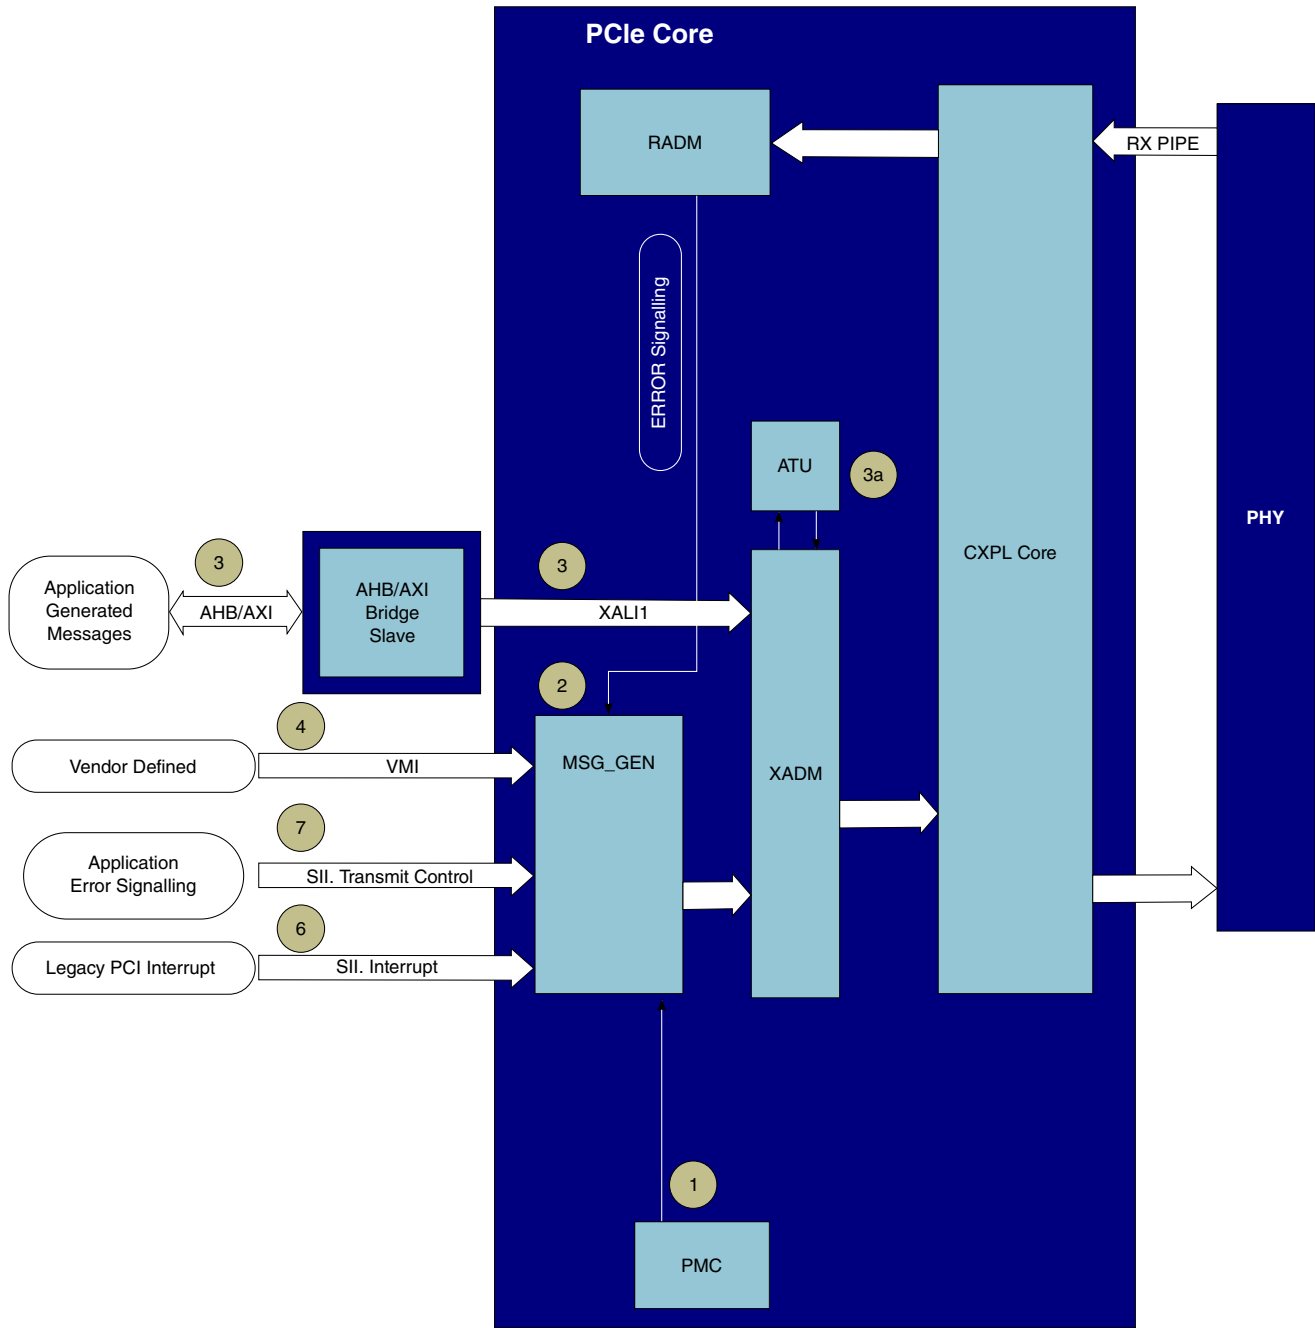 PCIe Core
RADM
RX PIPE
ERROR Signalling
ATU
3a
PHY
CXPL Core
3
3
Application
Generated
Messages
AHB/AXI
AHB/AXI
Bridge
Slave
XALI1
2
4
Vendor Defined
VMI
MSG_GEN
XADM
7
Application
Error Signalling
SII. Transmit Control
6
Legacy PCI Interrupt
SII. Interrupt
1
PMC